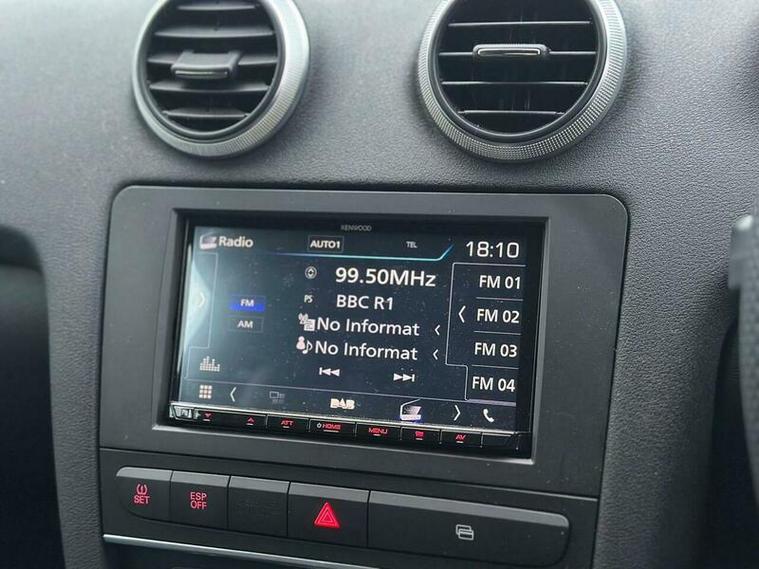 KENWOOD
Radio AUTO1 TEL 18:10
99.50MHz FM 01
FM PS BBC R1 FM 02
AM No Informat
No Informat FM 03
FM 04
DAB
ATT HOME MENU AV
SET ESP OFF